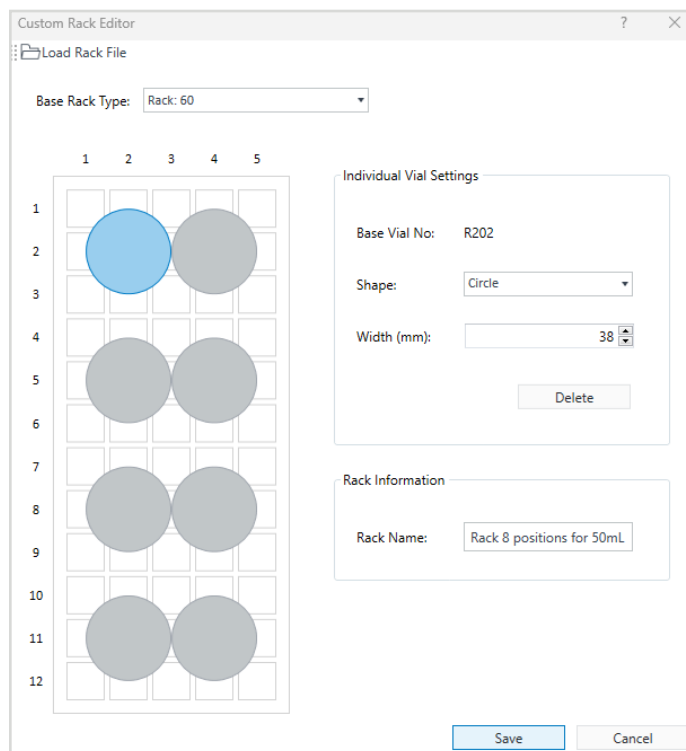 Custom Rack Editor ?
Load Rack File
Base Rack Type: Rack: 60
1 2 3 4 5
Individual Vial Settings
1
Base Vial No: R202
2
Shape: Circle
3
Width (mm): 38
4
5
Delete
6
7
Rack Information
8
Rack Name: Rack 8 positions for 50mL
9
10
11
12
Save Cancel